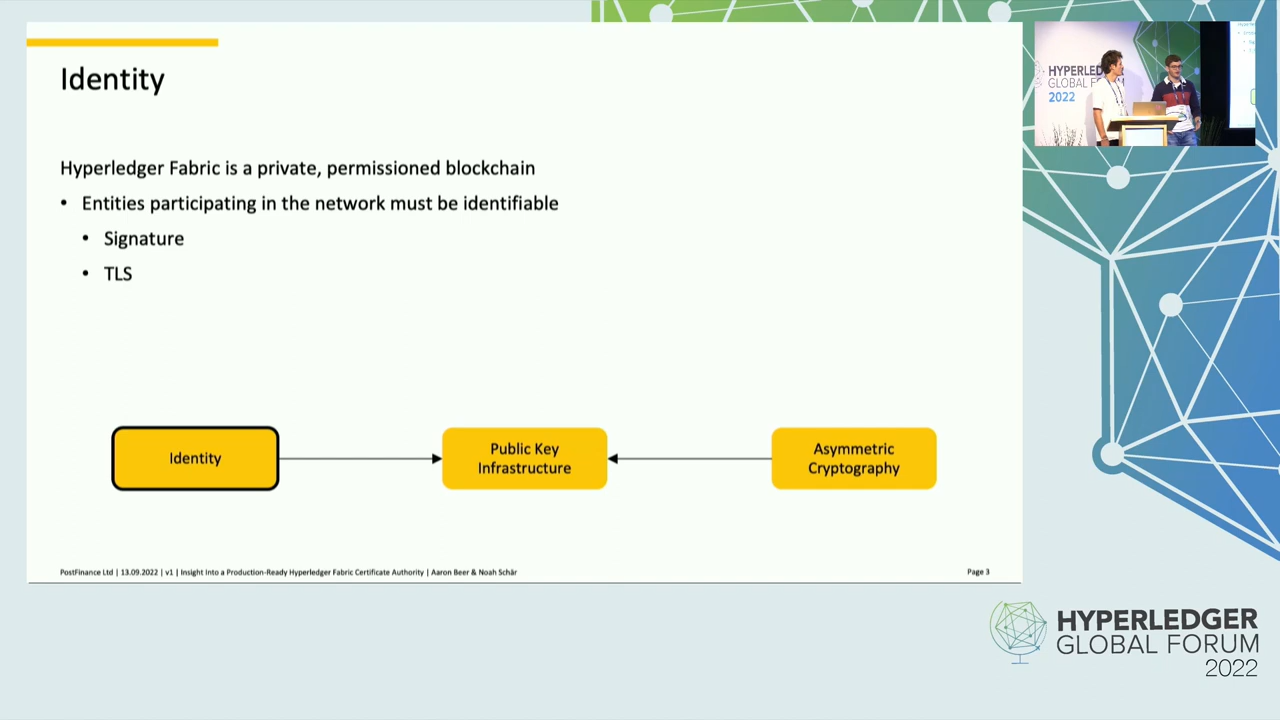 Identity
Hyperledger Fabric is a private, permissioned blockchain
• Entities participating in the network must be identifiable
• Signature
• TLS
Identity
Public Key
Infrastructure
Asymmetric
Cryptography
PostFinance Ltd | 13.09.2022 | v1 | Insight Into a Production-Ready Hyperledger Fabric Certificate Authority | Aaron Beer & Noah Schär
Page 3
HYPERLED
GLOBAL FO M
2022
HYPERLEDGER
GLOBAL FORUM
2022